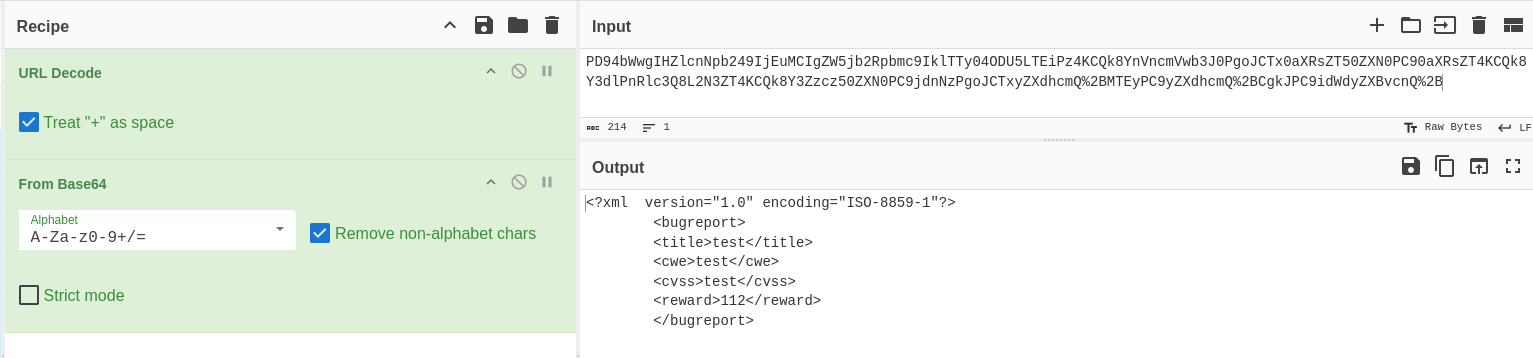 Recipe
URL Decode
Treat "+" as space
From Base64
Alphabet
A-Za-z0-9+/=
Remove non-alphabet chars
Strict mode
Input
PD94bWwgIHZlcnNpb249IjEuMCIgZW5jb2Rpbmc9IklTTy04ODU5LTEiPz4KCQk8YnVncmVwb3J0PgoJCTx0aXRsZT50ZXN0PC90aXRsZT4KCQk8
Y3dlPnRlc3Q8L2N3ZT4KCQk8Y3Zzcz50ZXN0PC9jdnNzPgoJCTxyZXdhcmQ%2BMTEyPC9yZXdhcmQ%2BCgkJPC9idWdyZXBvcnQ%2B
ABC 214 1
Raw Bytes LF
Output
<?xml  version="1.0" encoding="ISO-8859-1"?>
<bugreport>
<title>test</title>
<cwe>test</cwe>
<cvss>test</cvss>
<reward>112</reward>
</bugreport>